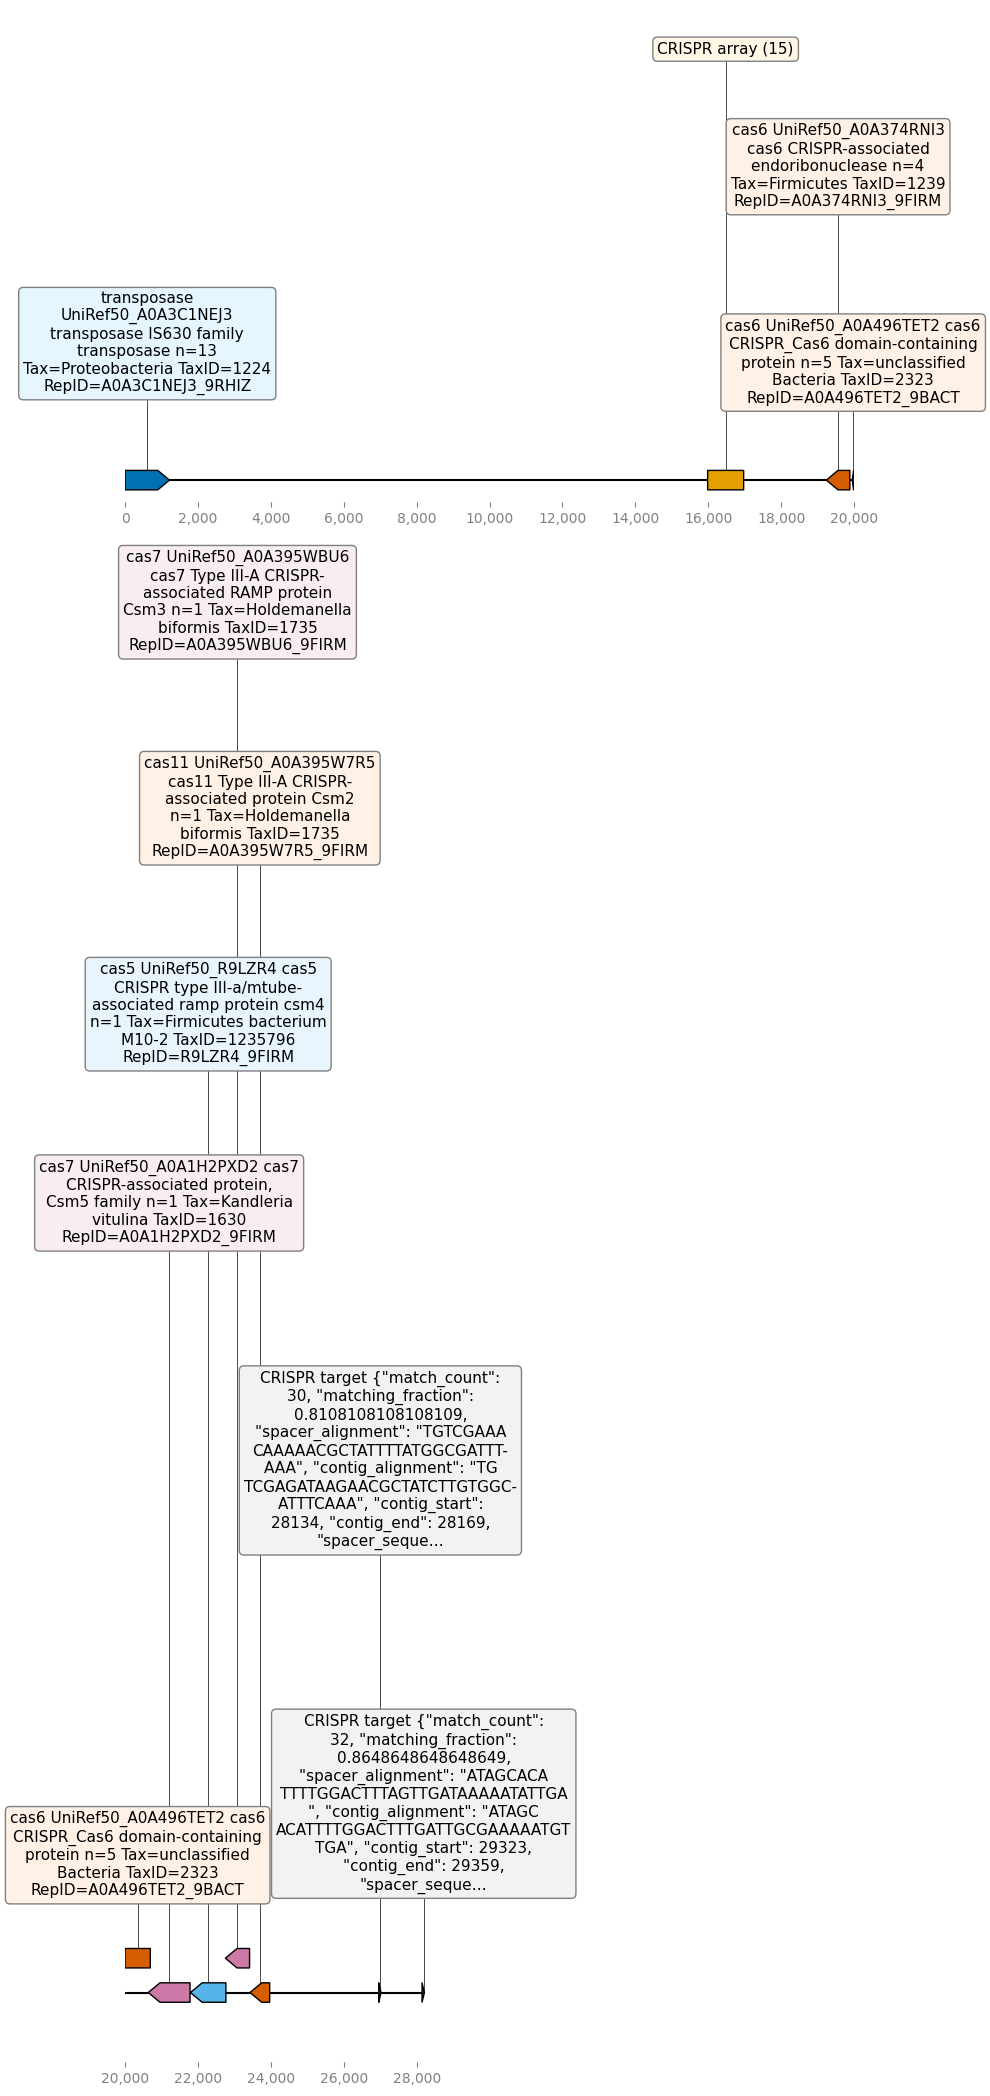 CRISPR array (15)
cas6 UniRef50_A0A374RNI3
cas6 CRISPR-associated
endoribonuclease n=4
Tax=Firmicutes TaxID=1239
RepID=A0A374RNI3_9FIRM
transposase
UniRef50_A0A3C1NEJ3
transposase IS630 family
transposase n=13
Tax=Proteobacteria TaxID=1224
RepID=A0A3C1NEJ3_9RHIZ
cas6 UniRef50_A0A496TET2 cas6
CRISPR_Cas6 domain-containing
protein n=5 Tax=unclassified
Bacteria TaxID=2323
RepID=A0A496TET2_9BACT
0 2,000 4,000 6,000 8,000 10,000 12,000 14,000 16,000 18,000 20,000
cas7 UniRef50_A0A395WBU6
cas7 Type III-A CRISPR-
associated RAMP protein
Csm3 n=1 Tax=Holdemanella
biformis TaxID=1735
RepID=A0A395WBU6_9FIRM
cas11 UniRef50_A0A395W7R5
cas11 Type III-A CRISPR-
associated protein Csm2
n=1 Tax=Holdemanella
biformis TaxID=1735
RepID=A0A395W7R5_9FIRM
cas5 UniRef50_R9LZR4 cas5
CRISPR type III-a/mtube-
associated ramp protein csm4
n=1 Tax=Firmicutes bacterium
M10-2 TaxID=1235796
RepID=R9LZR4_9FIRM
cas7 UniRef50_A0A1H2PXD2 cas7
CRISPR-associated protein,
Csm5 family n=1 Tax=Kandleria
vitulina TaxID=1630
RepID=A0A1H2PXD2_9FIRM
CRISPR target {"match_count":
30, "matching_fraction":
0.8108108108108109,
"spacer_alignment": "TGTCGAAA
CAAAAACGCTATTTTATGGCGATTT-
AAA", "contig_alignment": "TG
TCGAGATAAGAACGCTATCTTGTGGC-
ATTTCAAA", "contig_start":
28134, "contig_end": 28169,
"spacer_seque...
CRISPR target {"match_count":
32, "matching_fraction":
0.8648648648648649,
"spacer_alignment": "ATAGCACA
TTTTGGACTTTAGTTGATAAAAATATTGA
", "contig_alignment": "ATAGC
ACATTTTGGACTTTGATTGCGAAAAATGT
TGA", "contig_start": 29323,
"contig_end": 29359,
"spacer_seque...
cas6 UniRef50_A0A496TET2 cas6
CRISPR_Cas6 domain-containing
protein n=5 Tax=unclassified
Bacteria TaxID=2323
RepID=A0A496TET2_9BACT
20,000 22,000 24,000 26,000 28,000